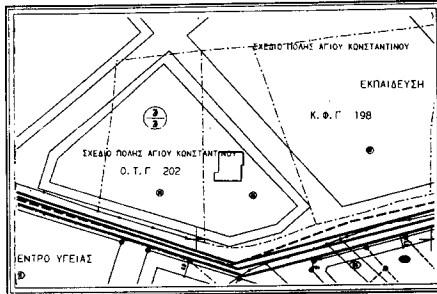 ΣΧΕΔΙΟ ΠΟΛΗΣ ΑΓΙΟΥ ΚΩΝΣΤΑΝΤΙΝΟΥ
ΕΚΠΑΙΔΕΥΣΗ
Κ. Φ. Γ 198
ΣΧΕΔΙΟ ΠΟΛΗΣ ΑΓΙΟΥ ΚΩΝΣΤΑΝΤΙΝΟΥ
Ο. Τ. Γ 202
ΕΝΤΡΟ ΥΓΕΙΑΣ